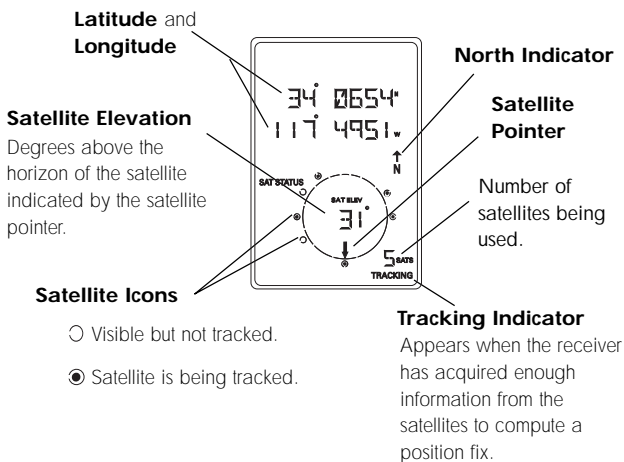 Latitude and
Longitude
34° 0654 N
117° 4951 W
North Indicator
N
Satellite Elevation
Degrees above the
horizon of the satellite
indicated by the satellite
pointer.
Satellite
Pointer
SAT STATUS
SAT ELEV
31°
Number of
satellites being
used.
5 SATS
TRACKING
Satellite Icons
Visible but not tracked.
Satellite is being tracked.
Tracking Indicator
Appears when the receiver
has acquired enough
information from the
satellites to compute a
position fix.